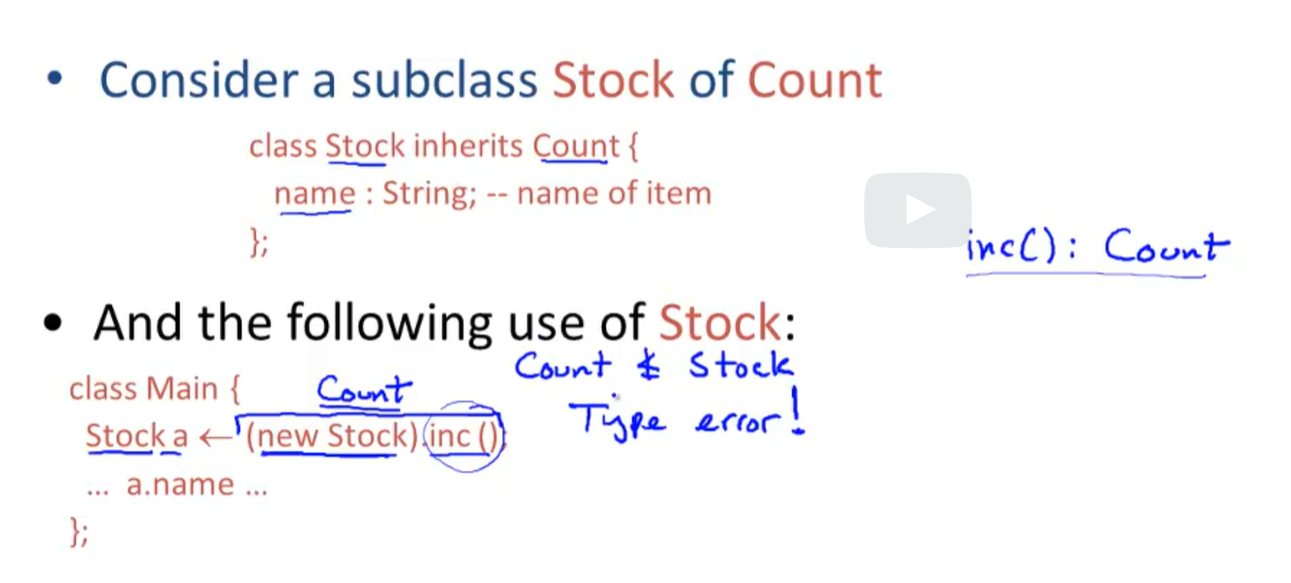 • Consider a subclass Stock of Count
class Stock inherits Count {
name : String; -- name of item
};
inc() : Count
• And the following use of Stock:
Count ≰ Stock
class Main {
Count
Type error!
Stock a ← (new Stock).inc ()
... a.name ...
};